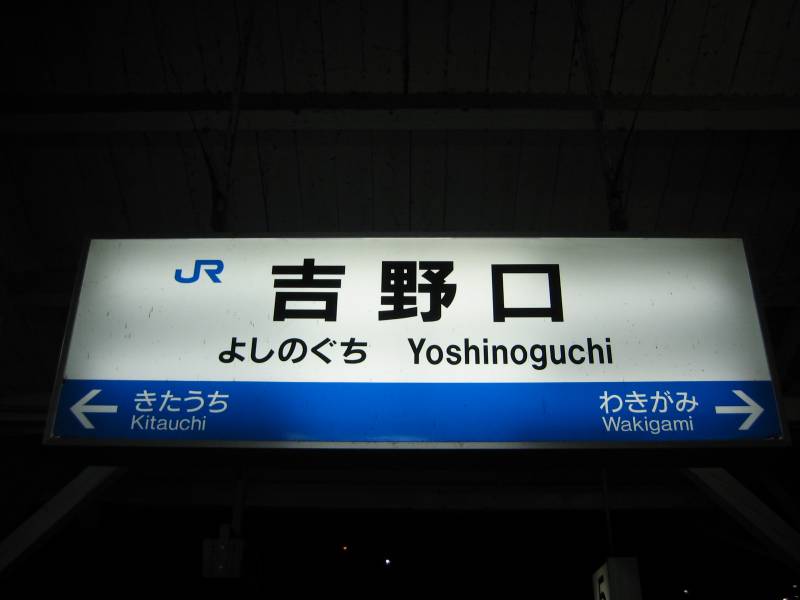 JR 吉野口
よしのぐち Yoshinoguchi
← きたうち わきがみ →
Kitauchi Wakigami